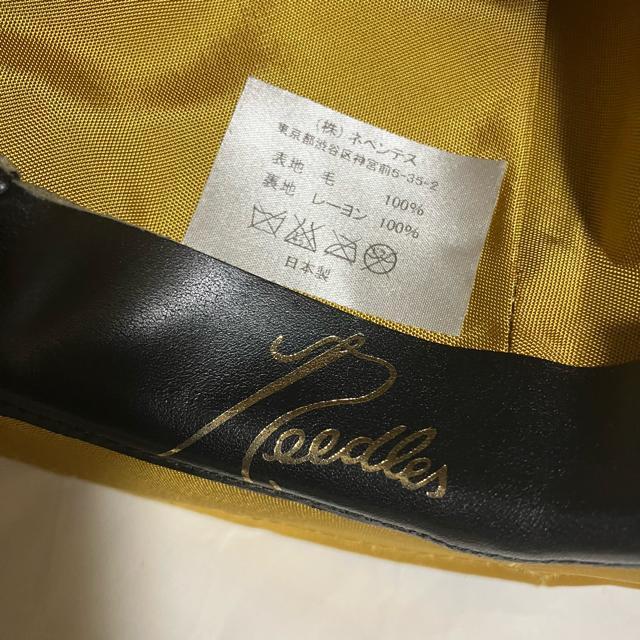 (株) ネペンテス
東京都渋谷区神宮前5-35-2
表地 毛 100%
裏地 レーヨン 100%
日本製
Needles